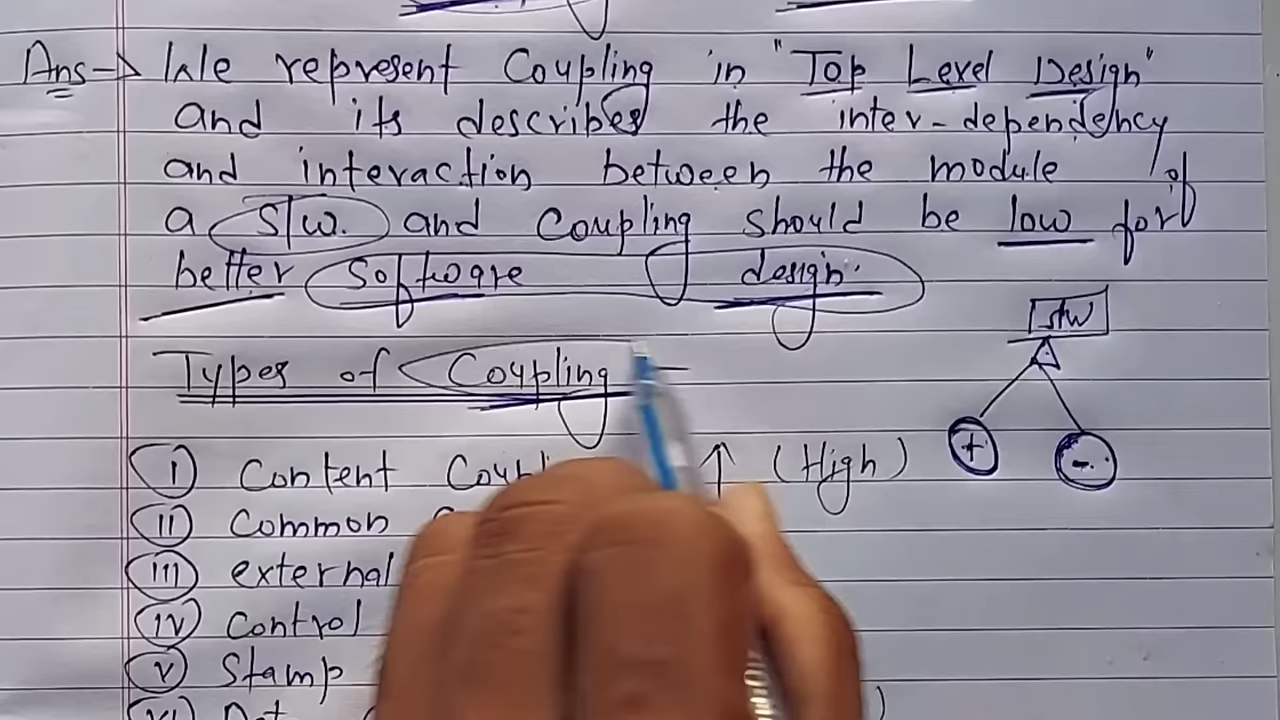 Ans→ We represent Coupling in "Top Level Design"
and its describes the inter-dependency
and interaction between the module of
a S/w. and Coupling should be low for
better Software design.
s/w
Types of Coupling -
+ -
(i) Content ↑ (High)
(ii) Common
(iii) external
(iv) Control
(v) Stamp
(vi)